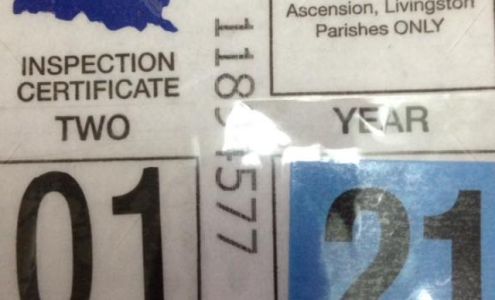 Ascension, Livingston
Parishes ONLY
INSPECTION
CERTIFICATE
TWO YEAR
01 21